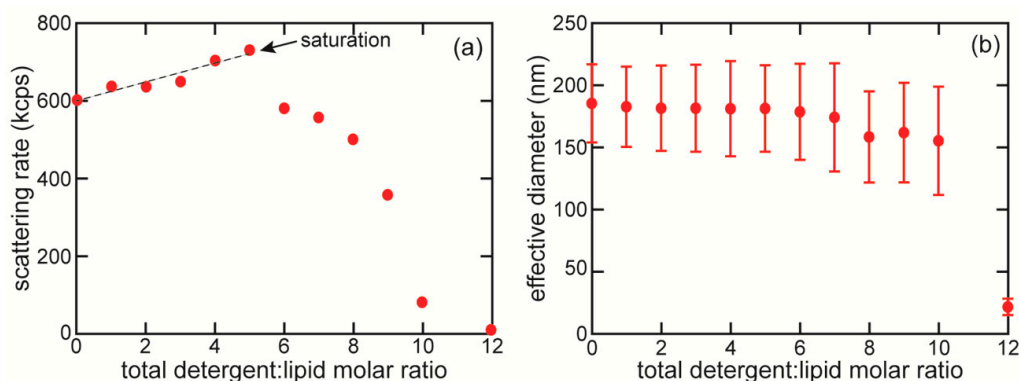 800
600
400
200
0
0 2 4 6 8 10 12
scattering rate (kcps)
total detergent:lipid molar ratio
saturation
(a)
250
200
150
100
50
0
0 2 4 6 8 10 12
effective diameter (nm)
total detergent:lipid molar ratio
(b)